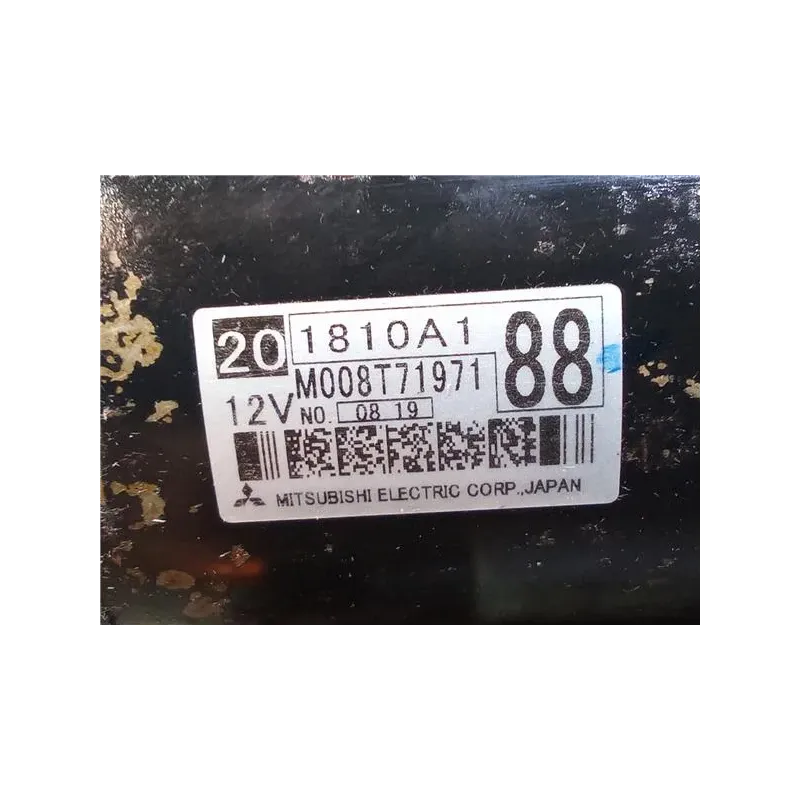 20 1810A1 88
M008T71971
12V NO. 08 19
MITSUBISHI ELECTRIC CORP., JAPAN